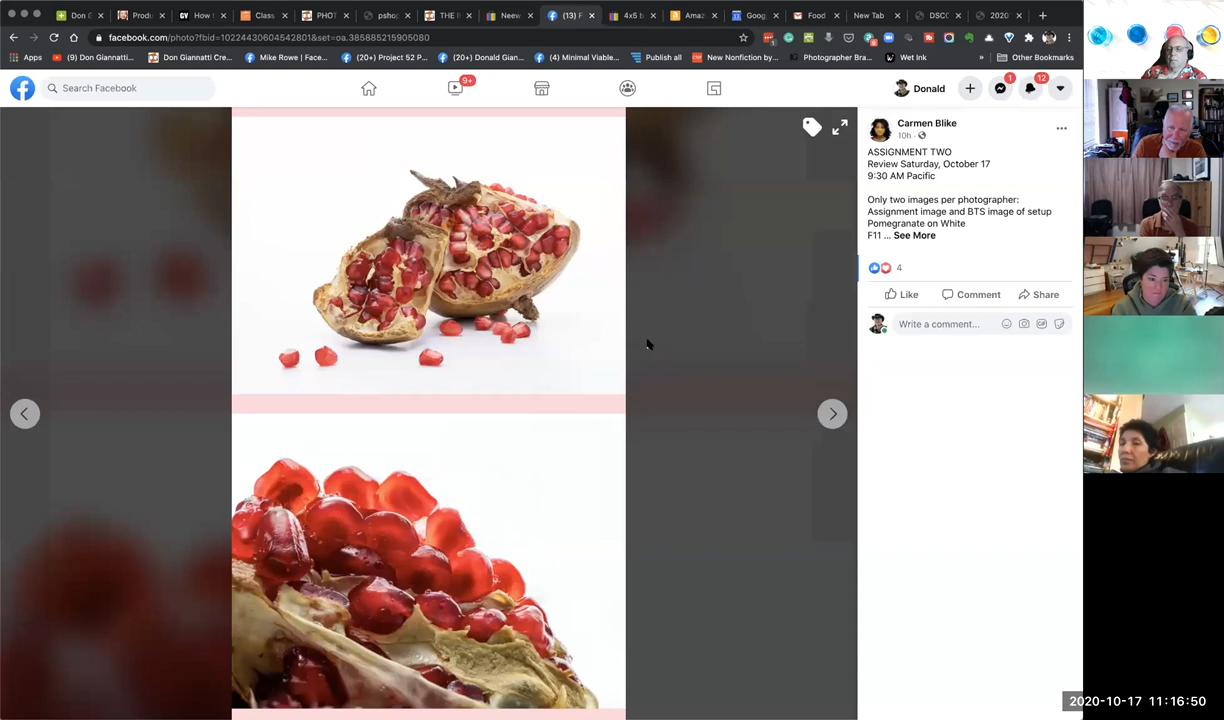 Don G
Produ
How t
Class
PHOT
pshop
THE I
Neew
(13) F
4x5 b
Amaz
Goog
Food
New Tab
DSC0
2020
facebook.com/photo?fbid=10224430604542801&set=oa.385885215905080
Apps
(9) Don Giannatti...
Don Giannatti Cre...
Mike Rowe | Face...
(20+) Project 52 P...
(20+) Donald Gian...
(4) Minimal Viable...
Publish all
New Nonfiction by...
Photographer Bra...
Wet Ink
»
Other Bookmarks
Search Facebook
9+
Donald
1
12
Carmen Blike
10h ·
ASSIGNMENT TWO
Review Saturday, October 17
9:30 AM Pacific
Only two images per photographer:
Assignment image and BTS image of setup
Pomegranate on White
F11 ... See More
4
Like
Comment
Share
Write a comment...
2020-10-17 11:16:50